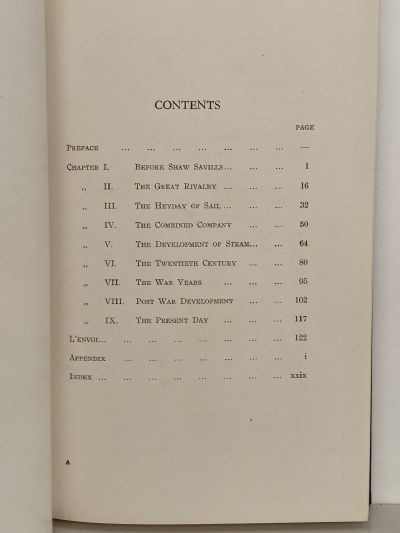 CONTENTS
PAGE
Preface ... ... ... ... ... ... ... —
Chapter I. Before Shaw Savills... ... ... 1
„ II. The Great Rivalry ... ... ... 16
„ III. The Heyday of Sail ... ... ... 32
„ IV. The Combined Company ... ... 50
„ V. The Development of Steam... ... 64
„ VI. The Twentieth Century ... ... 80
„ VII. The War Years ... ... ... 95
„ VIII. Post War Development ... ... 102
„ IX. The Present Day ... ... ... 117
L'envoi... ... ... ... ... ... ... 122
Appendix ... ... ... ... ... ... i
Index ... ... ... ... ... ... ... xxix
A